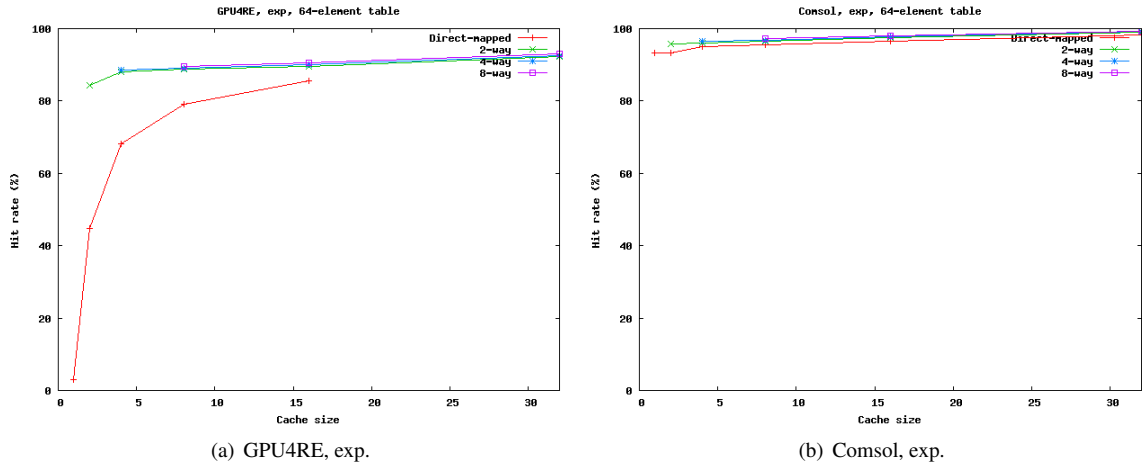 GPU4RE, exp, 64-element table
Hit rate (%)
100
80
60
40
20
0
0 5 10 15 20 25 30
Cache size
Direct-mapped
2-way
4-way
8-way
(a) GPU4RE, exp.
Comsol, exp, 64-element table
Hit rate (%)
100
80
60
40
20
0
0 5 10 15 20 25 30
Cache size
Direct-mapped
2-way
4-way
8-way
(b) Comsol, exp.